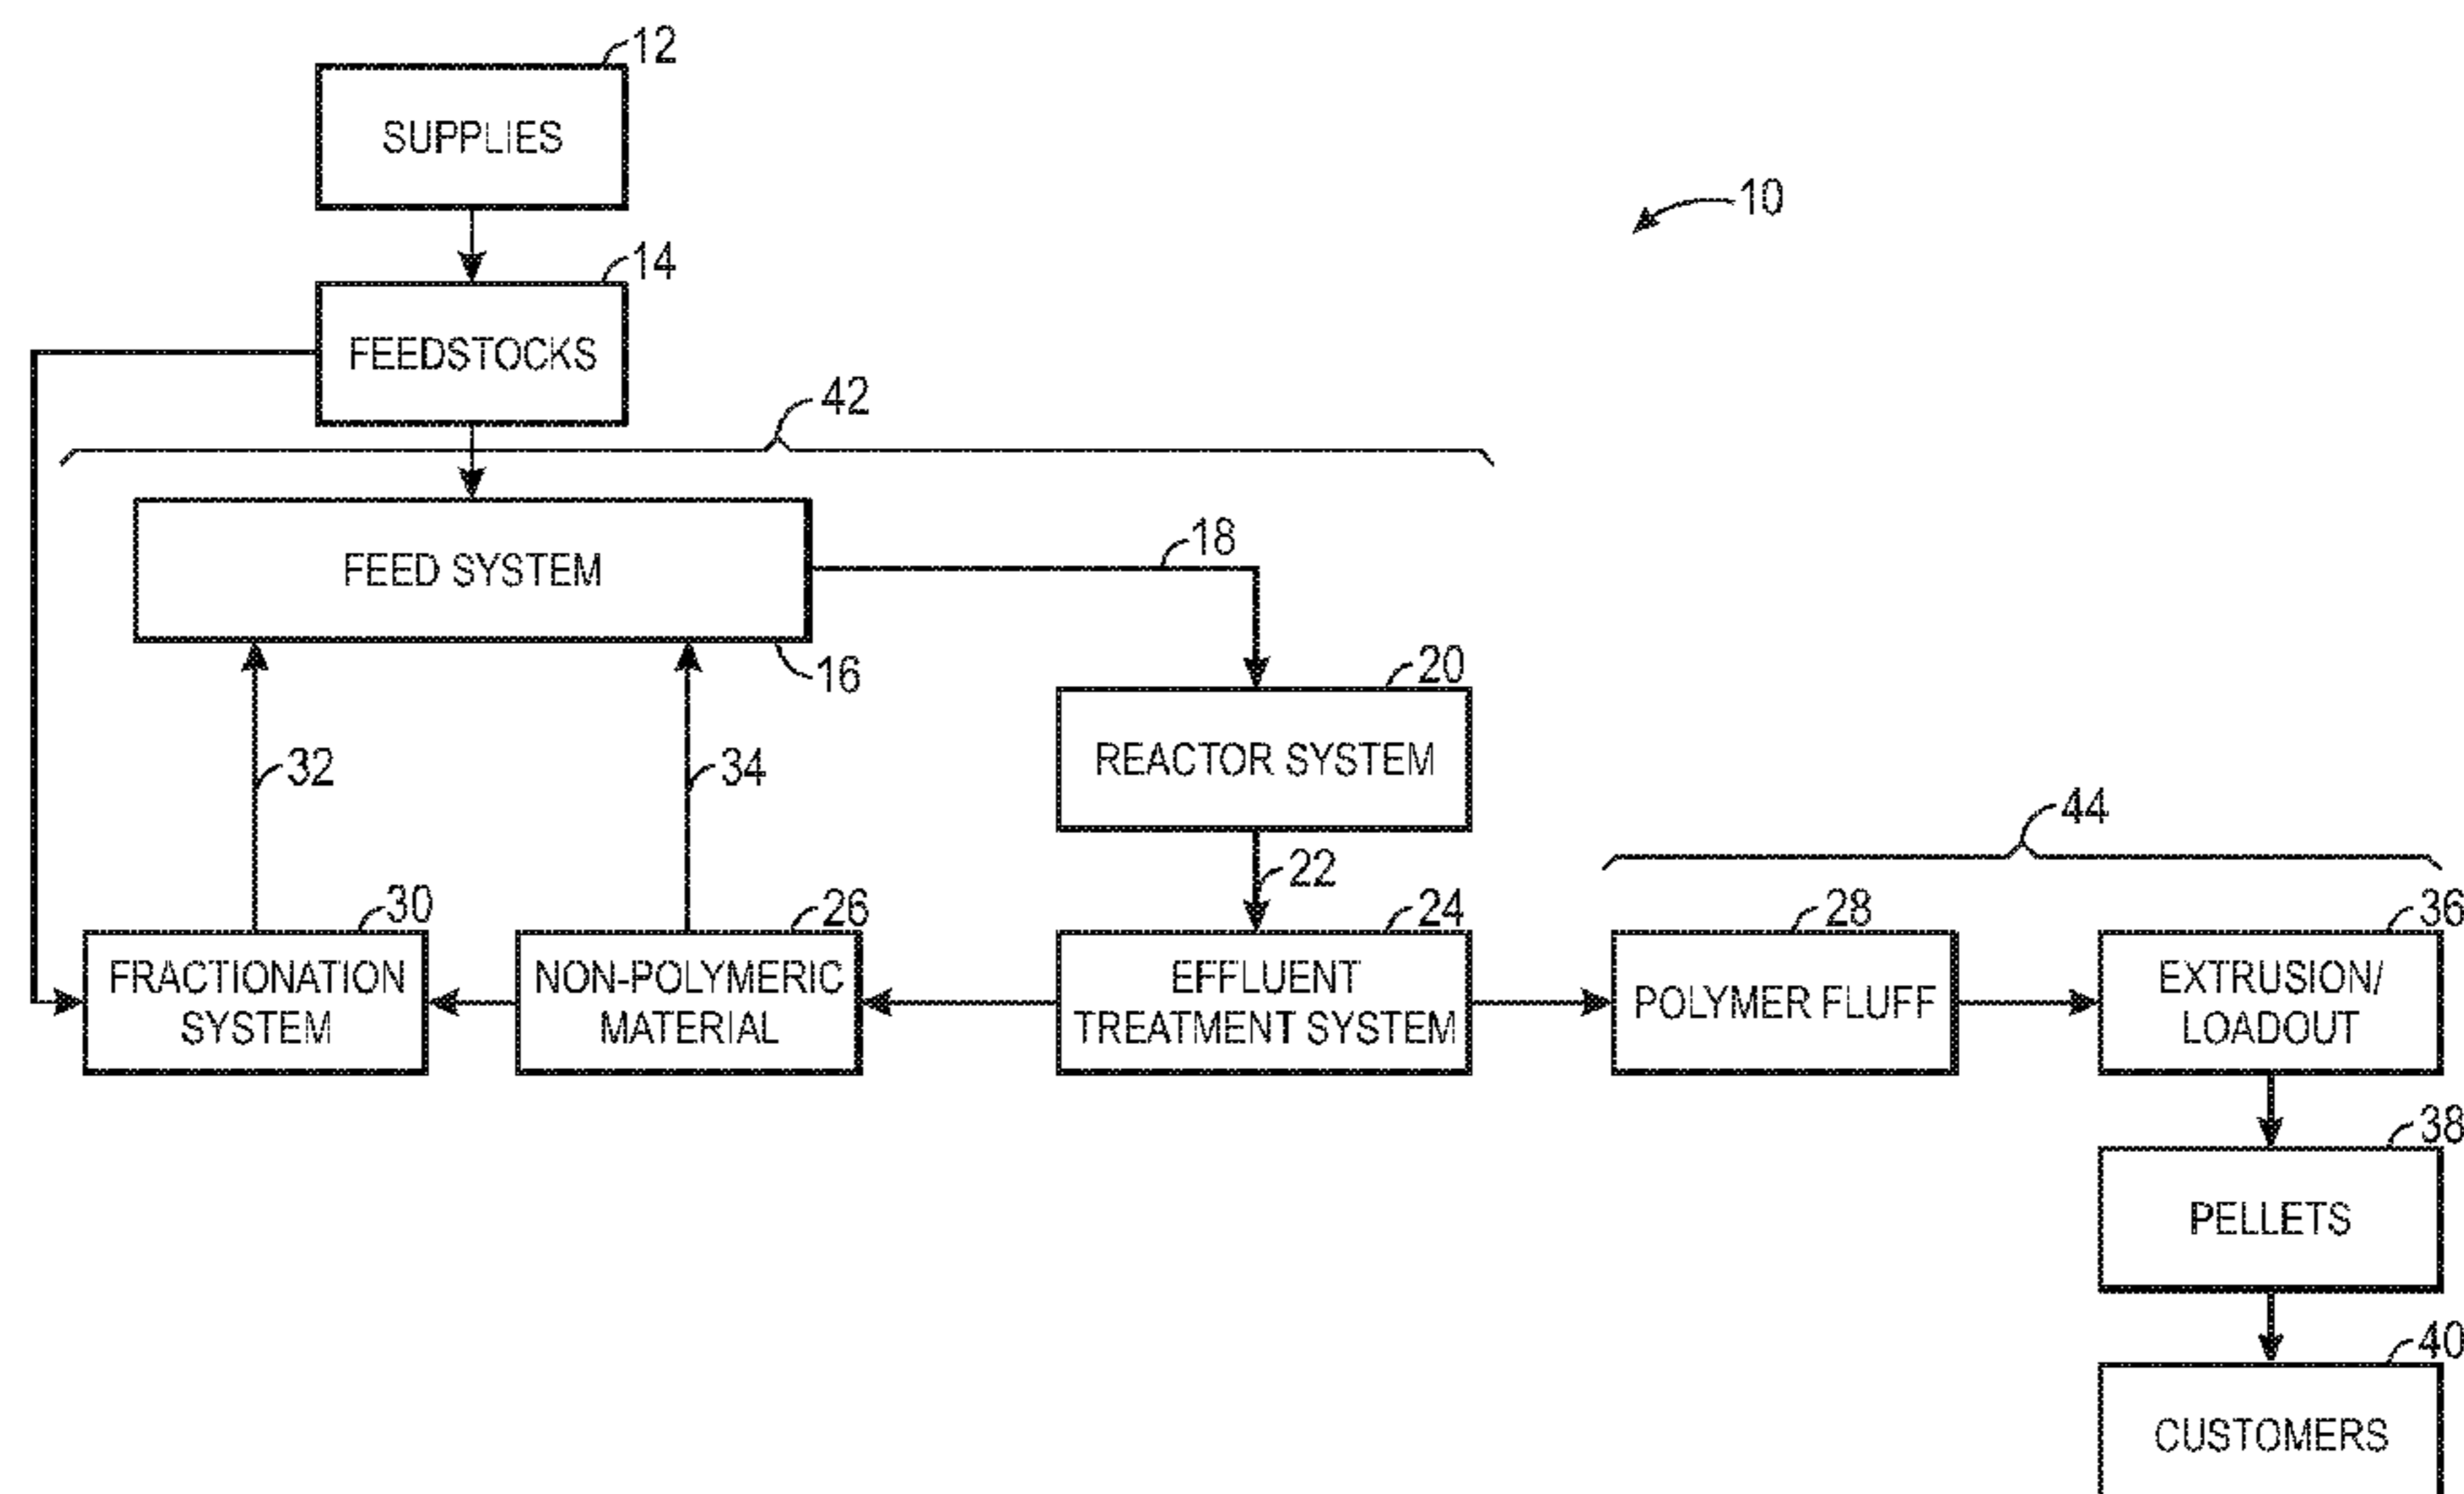 12
SUPPLIES
10
14
FEEDSTOCKS
42
18
FEED SYSTEM
16
20
REACTOR SYSTEM
32
34
44
22
30
26
24
28
36
FRACTIONATION
SYSTEM
NON-POLYMERIC
MATERIAL
EFFLUENT
TREATMENT SYSTEM
POLYMER FLUFF
EXTRUSION/
LOADOUT
38
PELLETS
40
CUSTOMERS